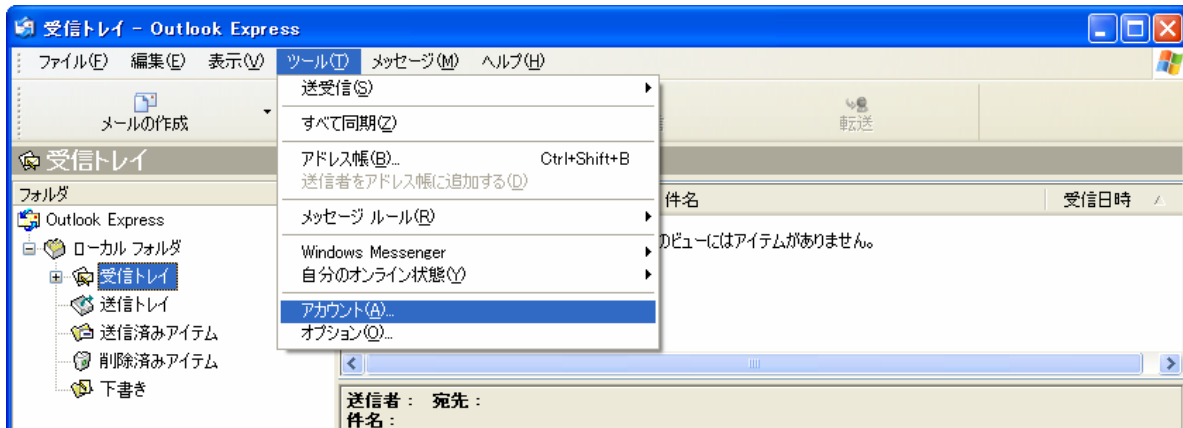 受信トレイ - Outlook Express
ファイル(F) 編集(E) 表示(V) ツール(T) メッセージ(M) ヘルプ(H)
メールの作成
転送
送受信(S)
すべて同期(Z)
アドレス帳(B)... Ctrl+Shift+B
送信者をアドレス帳に追加する(D)
メッセージ ルール(R)
Windows Messenger
自分のオンライン状態(Y)
アカウント(A)...
オプション(O)...
受信トレイ
フォルダ
Outlook Express
ローカル フォルダ
受信トレイ
送信トレイ
送信済みアイテム
削除済みアイテム
下書き
件名 受信日時
のビューにはアイテムがありません。
送信者： 宛先：
件名：